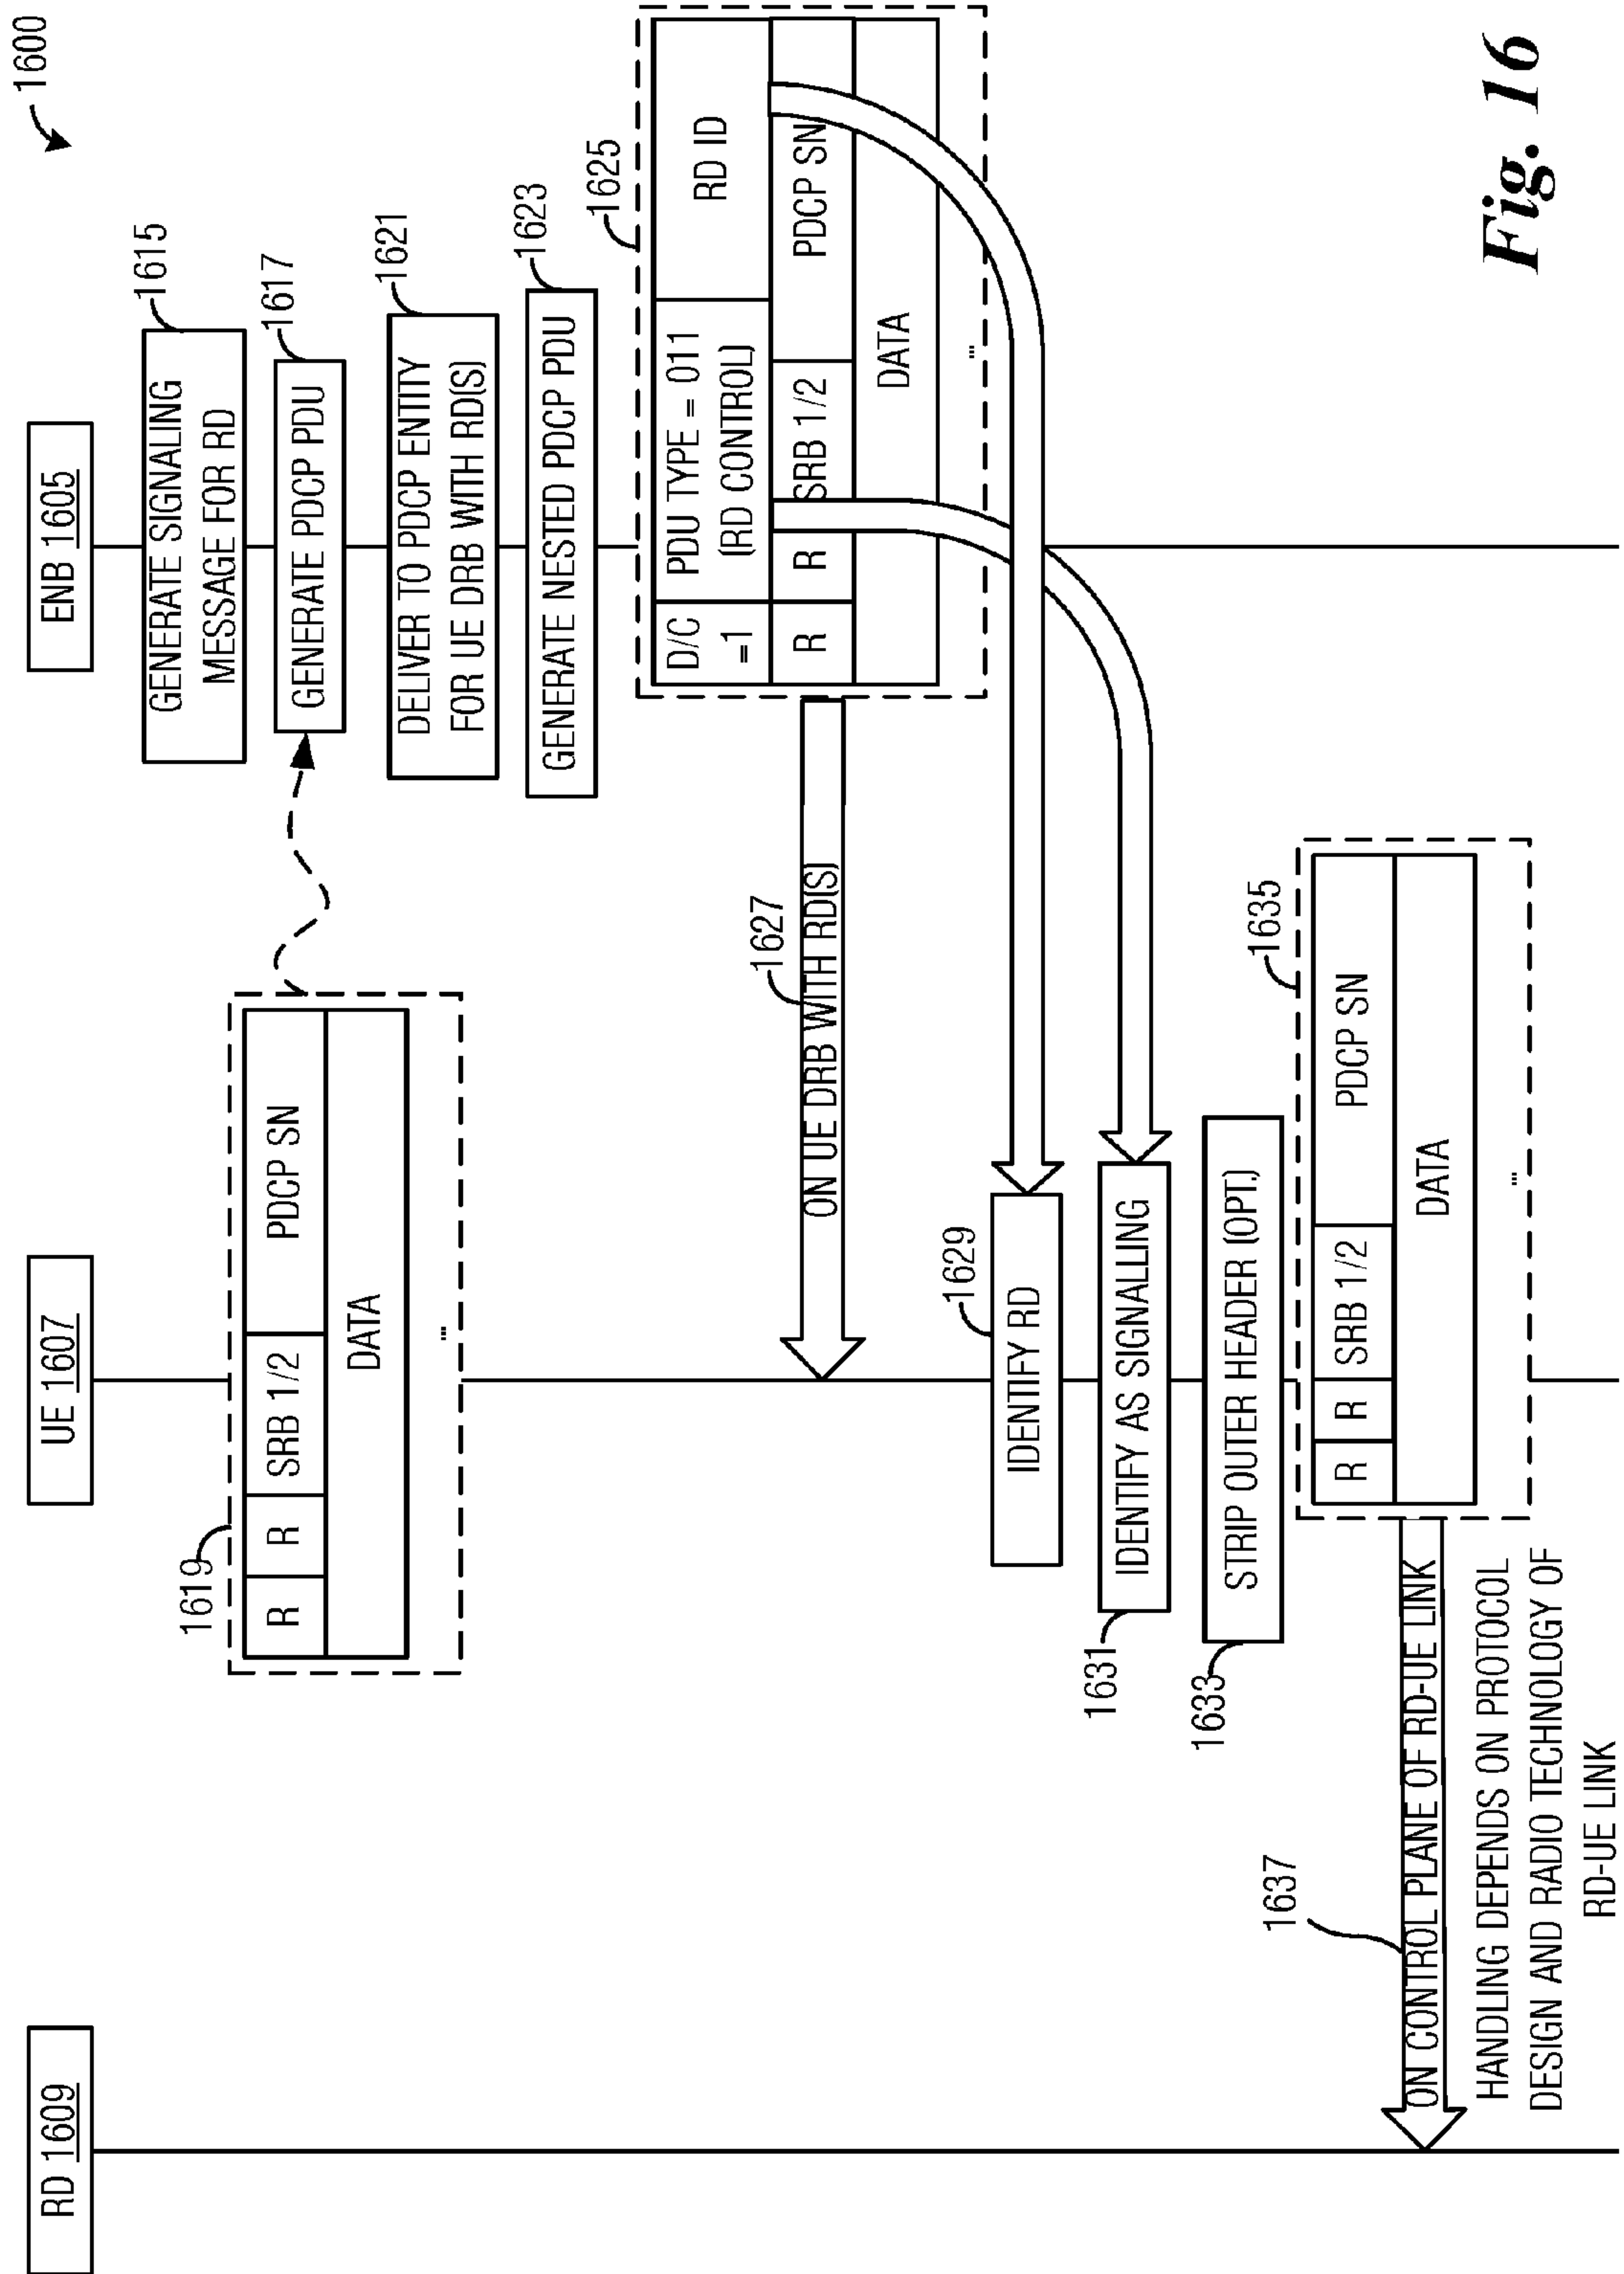 1600
RD 1609
UE 1607
ENB 1605
GENERATE SIGNALING
MESSAGE FOR RD
1615
GENERATE PDCP PDU
1617
1619
R R SRB 1/2 PDCP SN
DATA
...
DELIVER TO PDCP ENTITY
FOR UE DRB WITH RD(S)
1621
GENERATE NESTED PDCP PDU
1623
1625
D/C
=1
PDU TYPE = 011
(RD CONTROL)
RD ID
R R SRB 1/2 PDCP SN
DATA
...
1627
ON UE DRB WITH RD(S)
1629
IDENTIFY RD
1631
IDENTIFY AS SIGNALLING
1633
STRIP OUTER HEADER (OPT.)
1635
R R SRB 1/2 PDCP SN
DATA
...
1637
ON CONTROL PLANE OF RD-UE LINK
HANDLING DEPENDS ON PROTOCOL
DESIGN AND RADIO TECHNOLOGY OF
RD-UE LINK
Fig. 16